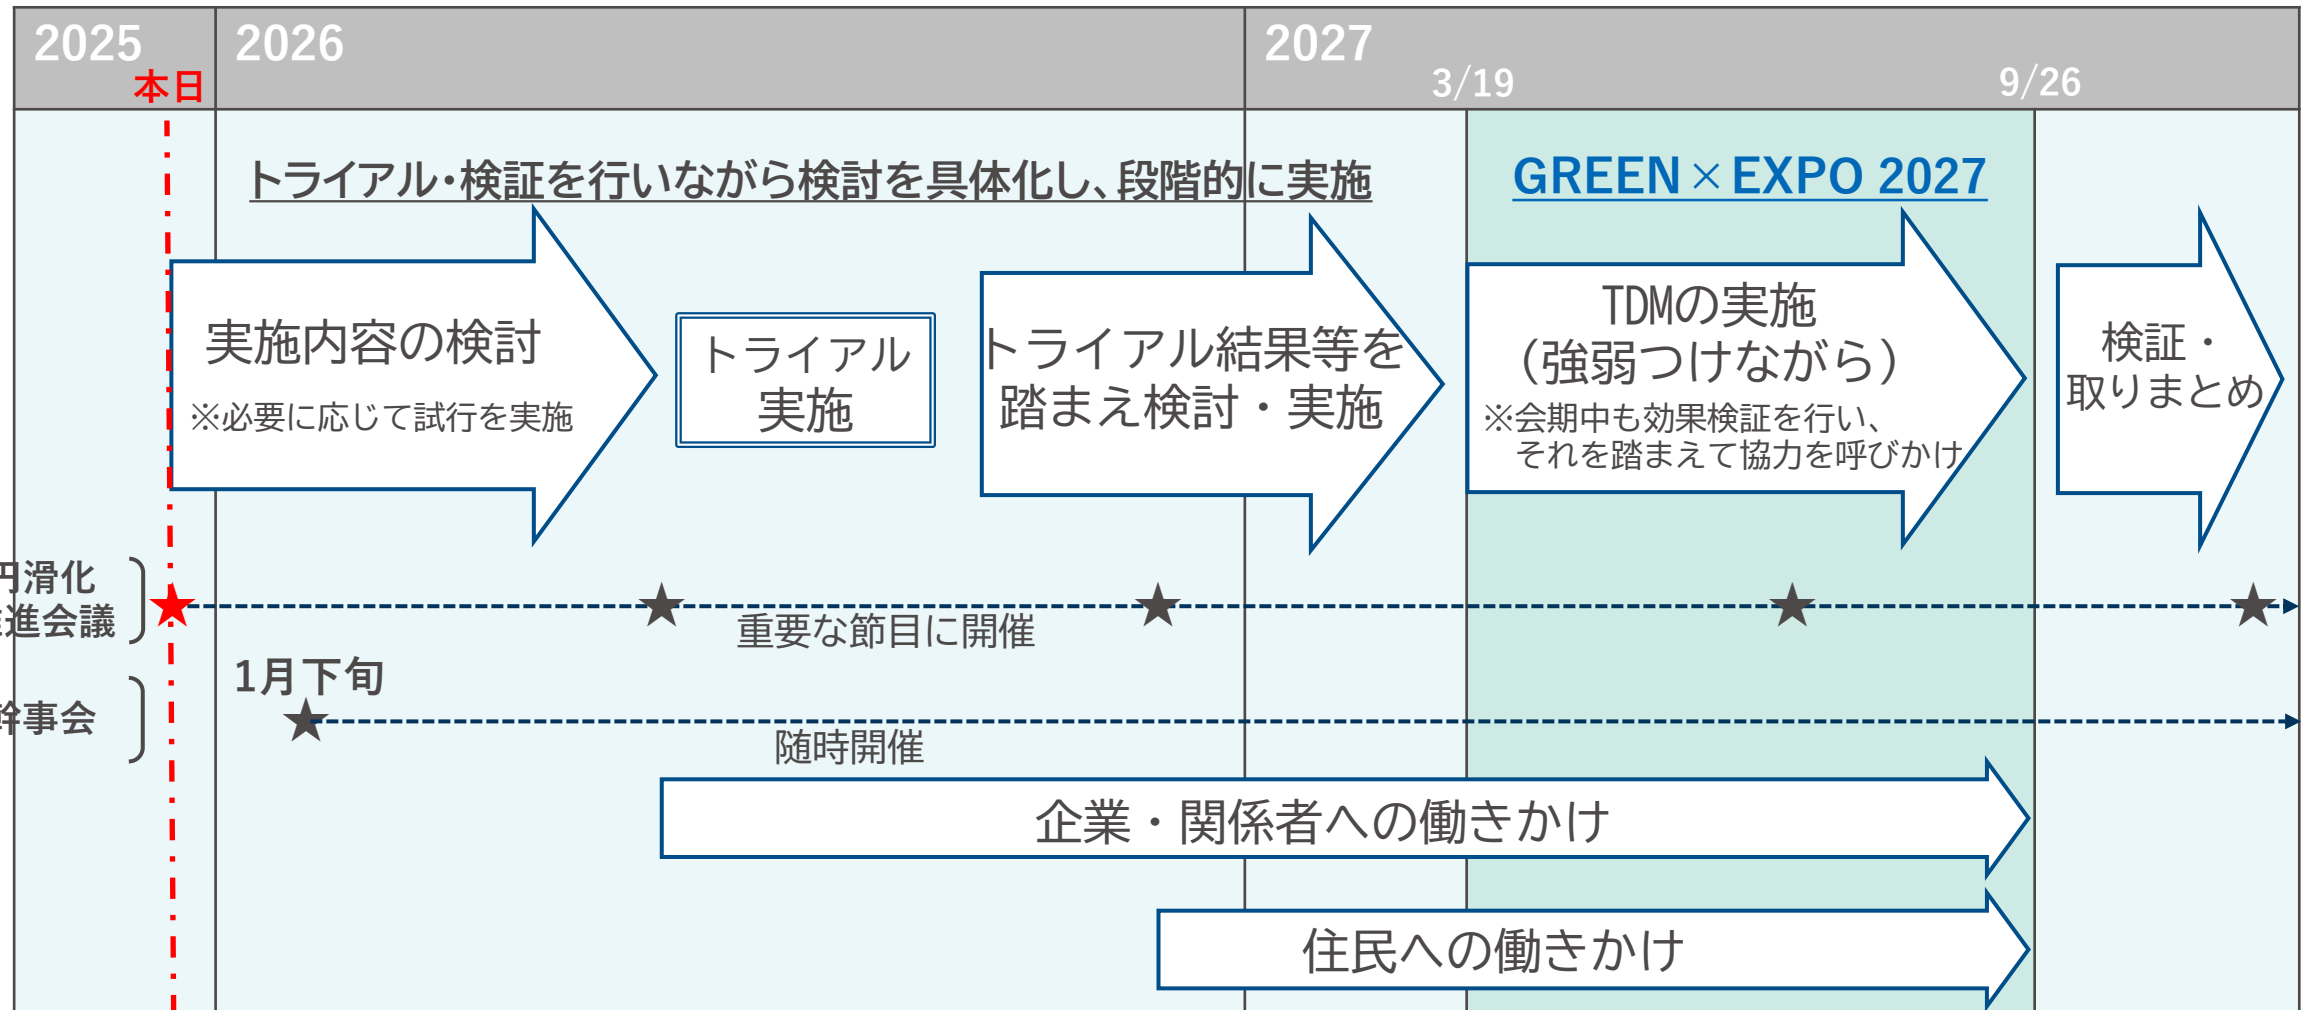 2025
2026
2027
本日
3/19
9/26
トライアル・検証を行いながら検討を具体化し、段階的に実施
GREEN×EXPO 2027
実施内容の検討
※必要に応じて試行を実施
トライアル
実施
トライアル結果等を
踏まえ検討・実施
TDMの実施
（強弱つけながら）
※会期中も効果検証を行い、
それを踏まえて協力を呼びかけ
検証・
取りまとめ
円滑化
推進会議
重要な節目に開催
1月下旬
幹事会
随時開催
企業・関係者への働きかけ
住民への働きかけ